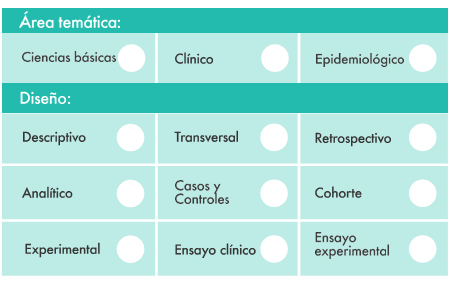 Área temática:
Ciencias básicas
Clínico
Epidemiológico
Diseño:
Descriptivo
Transversal
Retrospectivo
Analítico
Casos y
Controles
Cohorte
Experimental
Ensayo clínico
Ensayo
experimental